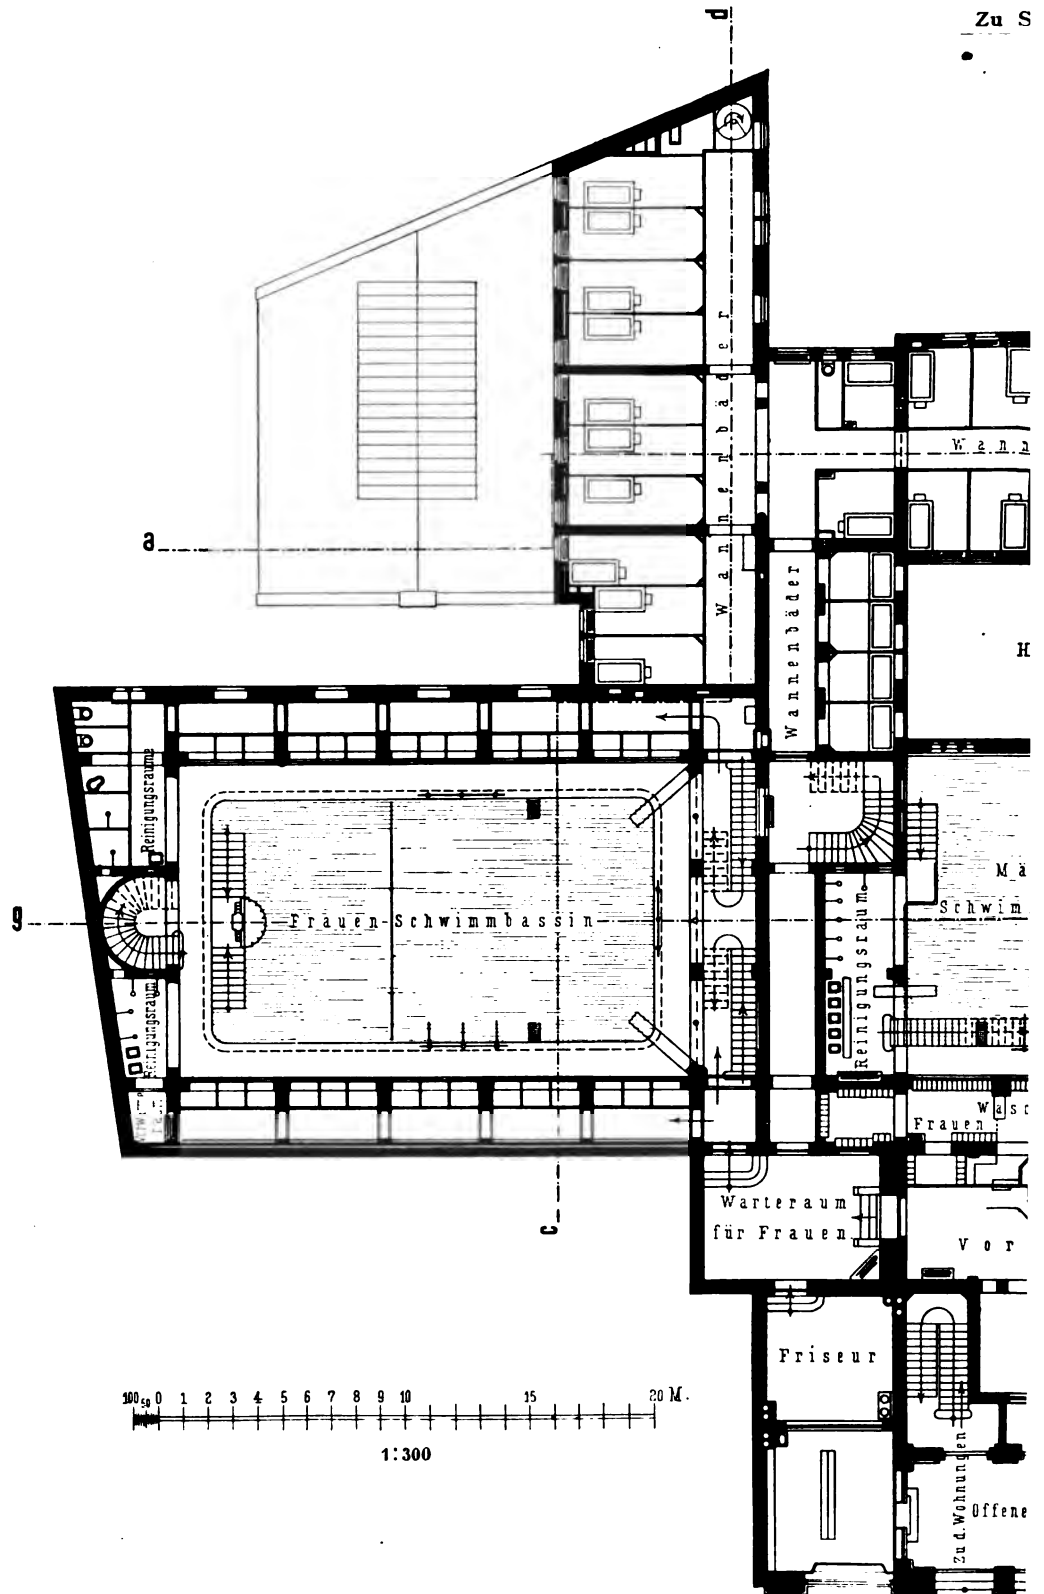 d
Zu S
Wannenbäder
Wann
a
Wannenbäder
H
Reinigungsraume
Mä
Schwim
g
Frauen-Schwimmbassin
Reinigungsraum
Reinigungsraum
Wasc
Frauen
Warteraum
für Frauen
Vor
c
Friseur
100 50 0 1 2 3 4 5 6 7 8 9 10 15 20 M.
1:300
Zu d. Wohnungen
Offene